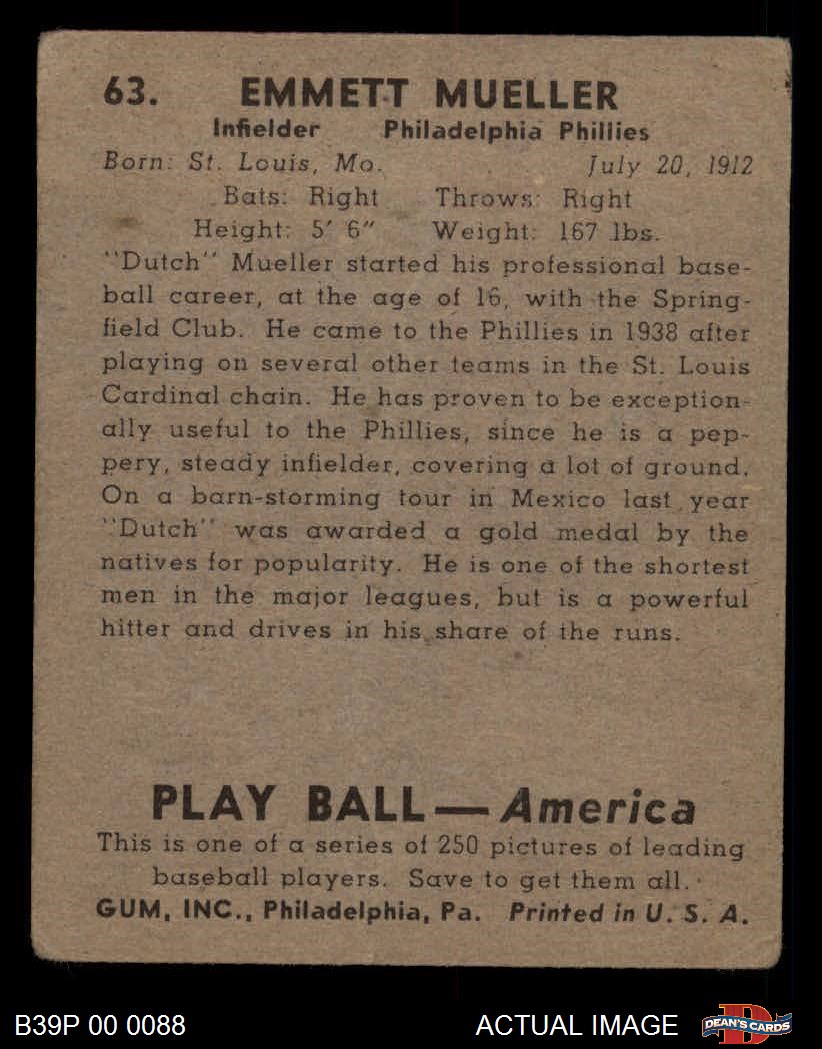 63. EMMETT MUELLER
Infielder Philadelphia Phillies
Born: St. Louis, Mo. July 20, 1912
Bats: Right Throws: Right
Height: 5' 6" Weight: 167 lbs.
"Dutch" Mueller started his professional base-
ball career, at the age of 16, with the Spring-
field Club. He came to the Phillies in 1938 after
playing on several other teams in the St. Louis
Cardinal chain. He has proven to be exception-
ally useful to the Phillies, since he is a pep-
pery, steady infielder, covering a lot of ground.
On a barn-storming tour in Mexico last year
"Dutch" was awarded a gold medal by the
natives for popularity. He is one of the shortest
men in the major leagues, but is a powerful
hitter and drives in his share of the runs.
PLAY BALL—America
This is one of a series of 250 pictures of leading
baseball players. Save to get them all.
GUM, INC., Philadelphia, Pa. Printed in U. S. A.
B39P 00 0088 ACTUAL IMAGE DEAN'S CARDS